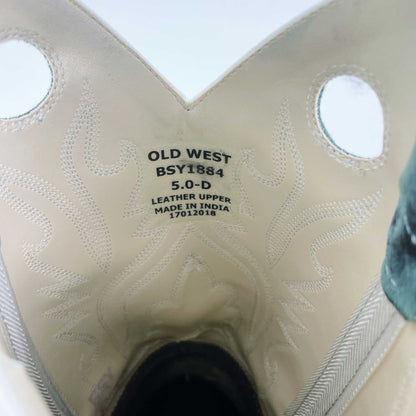 OLD WEST
BSY1884
5.0-D
LEATHER UPPER
MADE IN INDIA
17012018